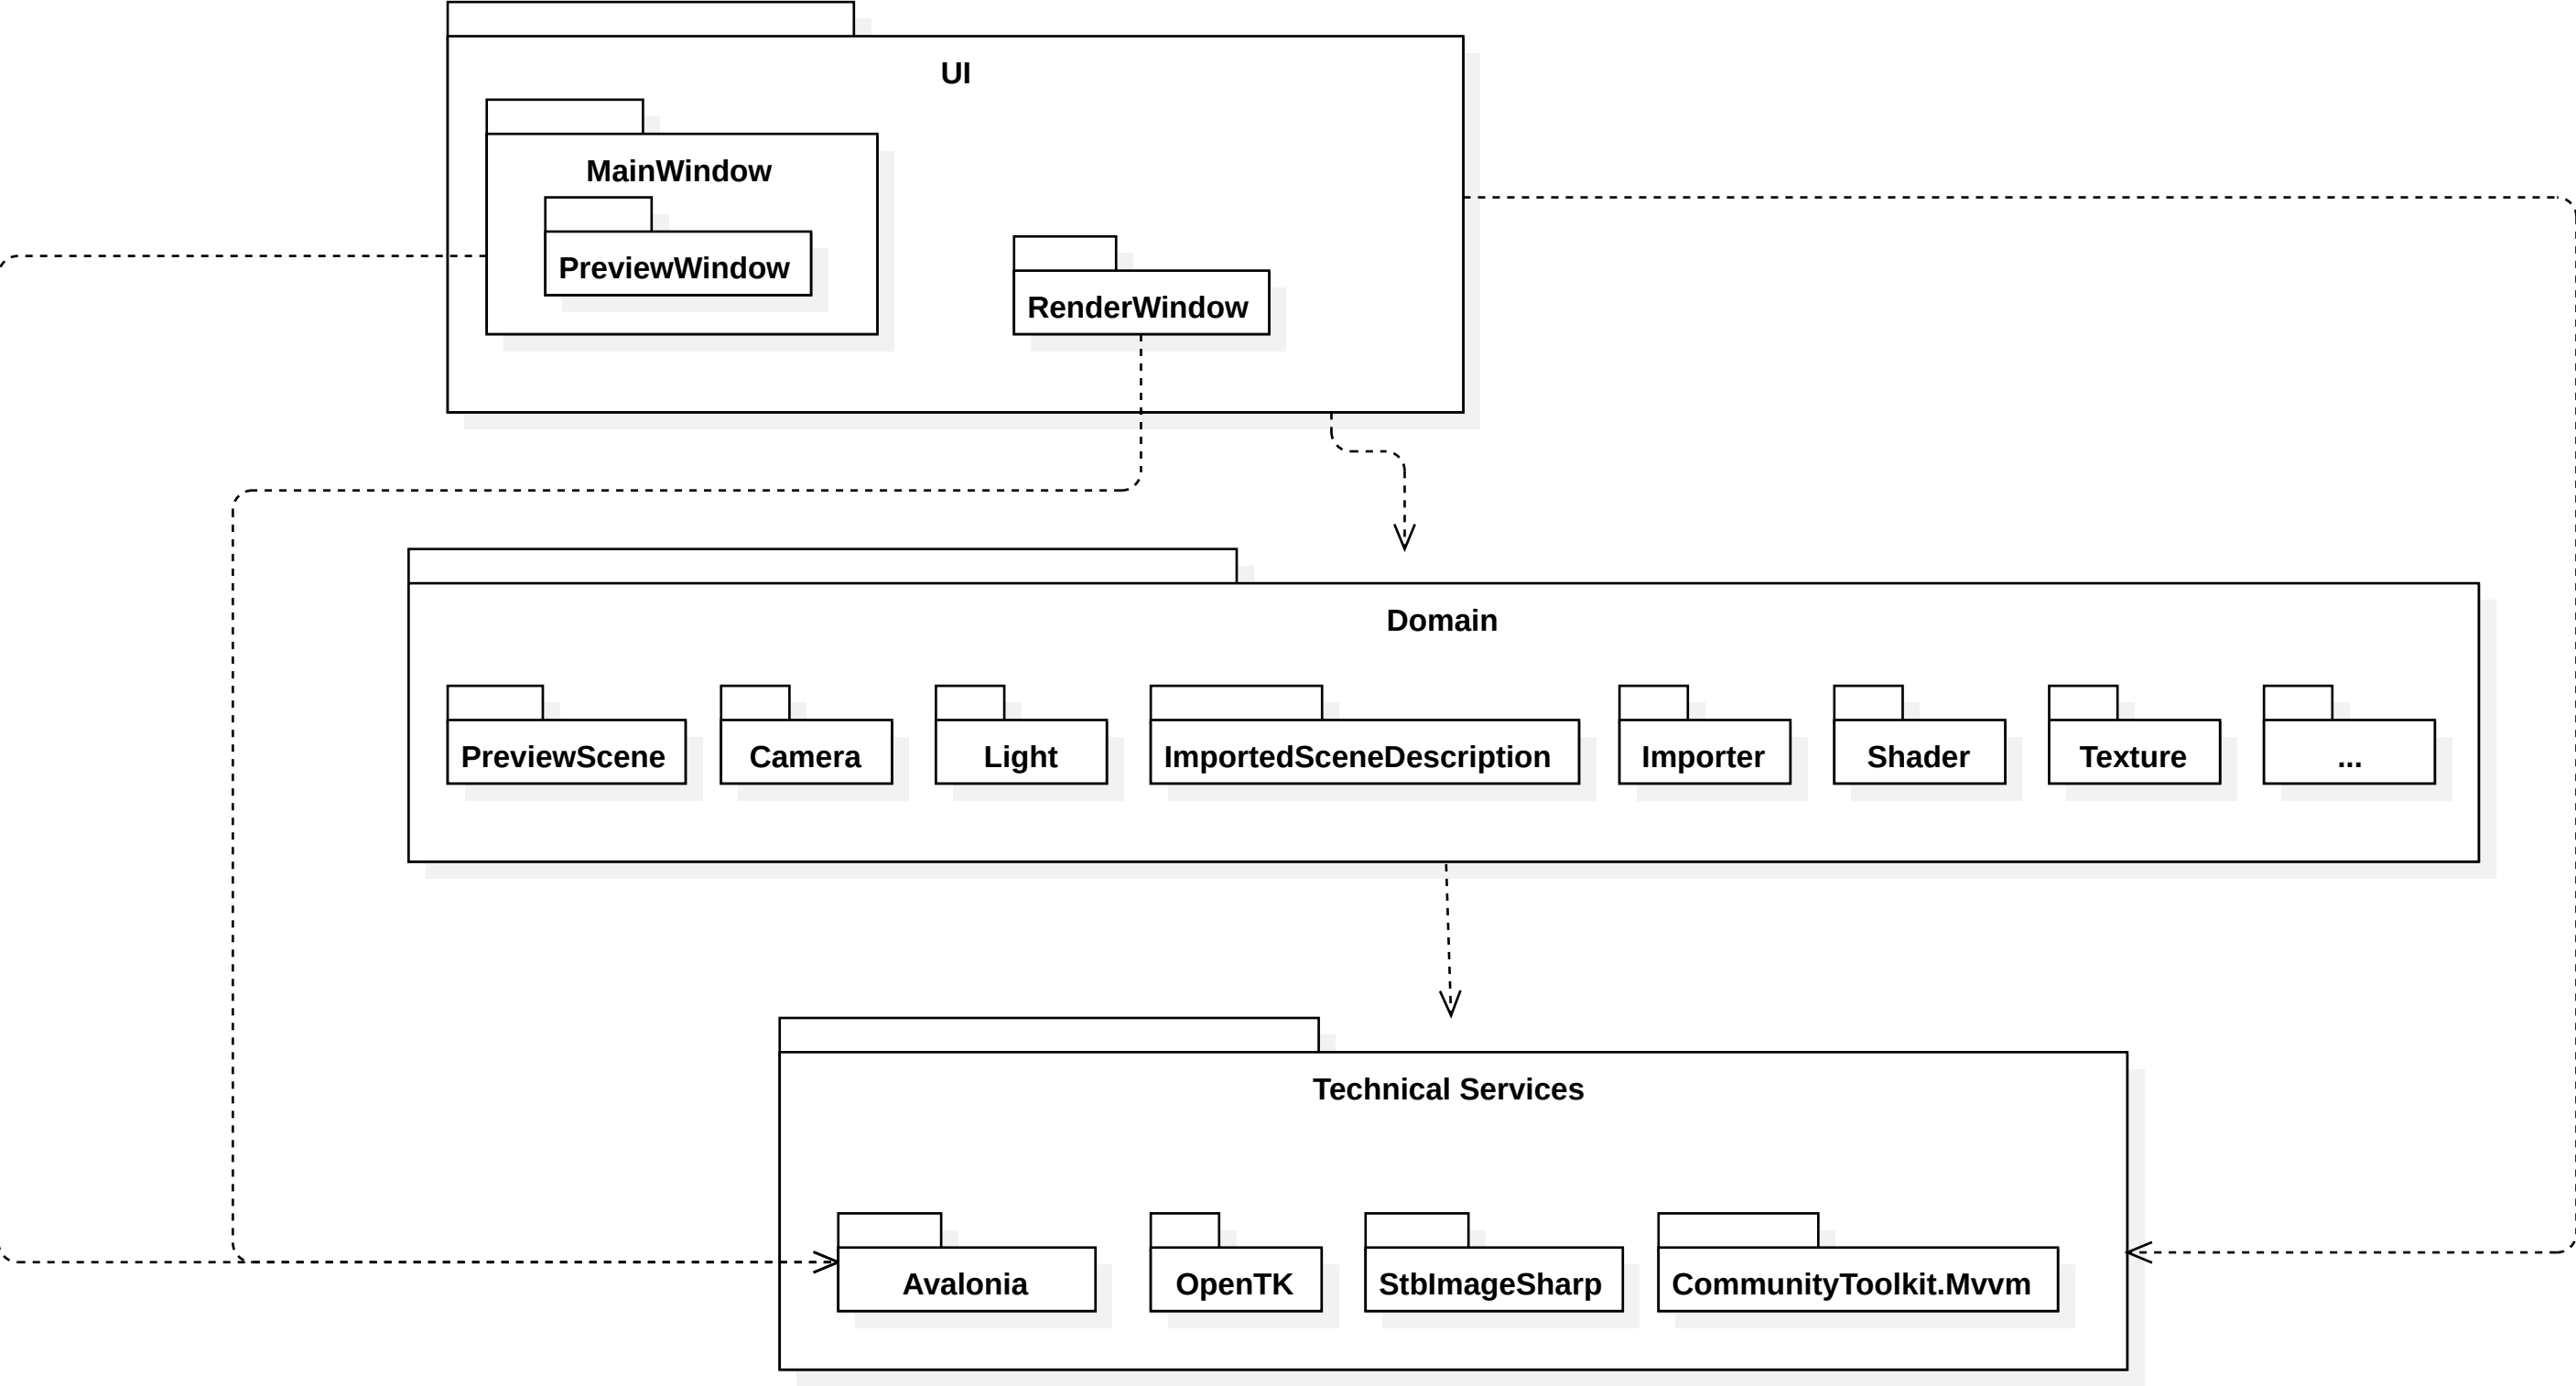 UI
MainWindow
PreviewWindow
RenderWindow
Domain
PreviewScene
Camera
Light
ImportedSceneDescription
Importer
Shader
Texture
...
Technical Services
Avalonia
OpenTK
StbImageSharp
CommunityToolkit.Mvvm